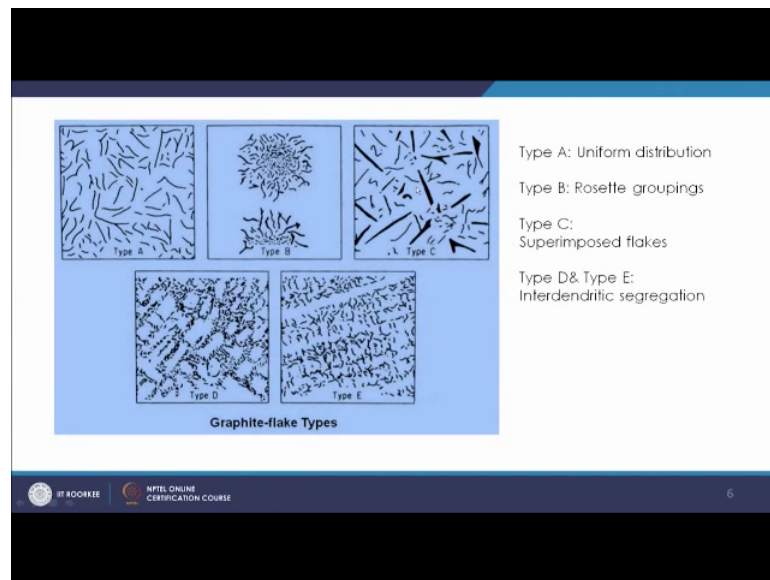 Type A
Type B
Type C
Type D
Type E
Graphite-flake Types
Type A: Uniform distribution
Type B: Rosette groupings
Type C:
Superimposed flakes
Type D& Type E:
Interdendritic segregation
IIT ROORKEE
NPTEL ONLINE
CERTIFICATION COURSE
6